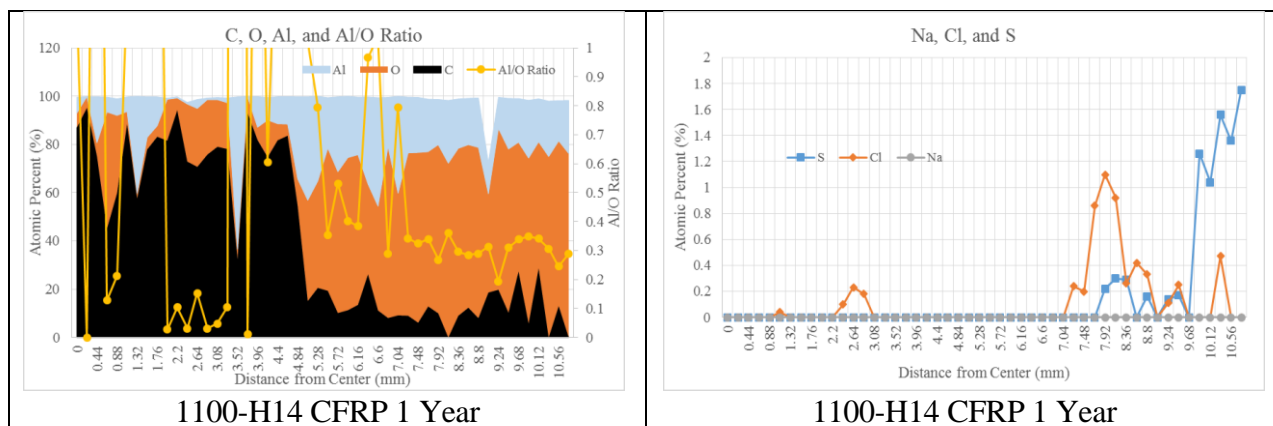 C, O, Al, and Al/O Ratio
120
100
80
60
40
20
0
Atomic Percent (%)
Al O C Al/O Ratio
1
0.9
0.8
0.7
0.6
0.5
0.4
0.3
0.2
0.1
0
Al/O Ratio
0 0.44 0.88 1.32 1.76 2.2 2.64 3.08 3.52 3.96 4.4 4.84 5.28 5.72 6.16 6.6 7.04 7.48 7.92 8.36 8.8 9.24 9.68 10.12 10.56
Distance from Center (mm)
1100-H14 CFRP 1 Year
Na, Cl, and S
2
1.8
1.6
1.4
1.2
1
0.8
0.6
0.4
0.2
0
Atomic Percent (%)
S Cl Na
0 0.44 0.88 1.32 1.76 2.2 2.64 3.08 3.52 3.96 4.4 4.84 5.28 5.72 6.16 6.6 7.04 7.48 7.92 8.36 8.8 9.24 9.68 10.12 10.56
Distance from Center (mm)
1100-H14 CFRP 1 Year